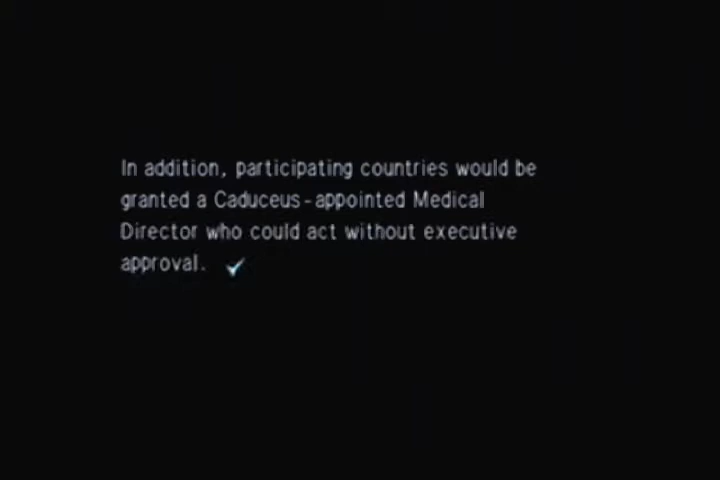 In addition, participating countries would be
granted a Caduceus-appointed Medical
Director who could act without executive
approval.